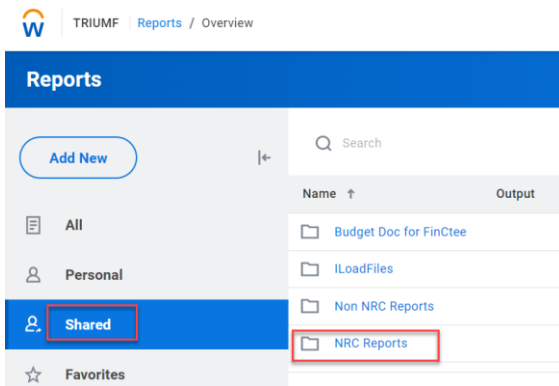 TRIUMF Reports / Overview
Reports
Add New
Search
Name ↑ Output
All
Budget Doc for FinCtee
ILoadFiles
Personal
Non NRC Reports
Shared
NRC Reports
Favorites